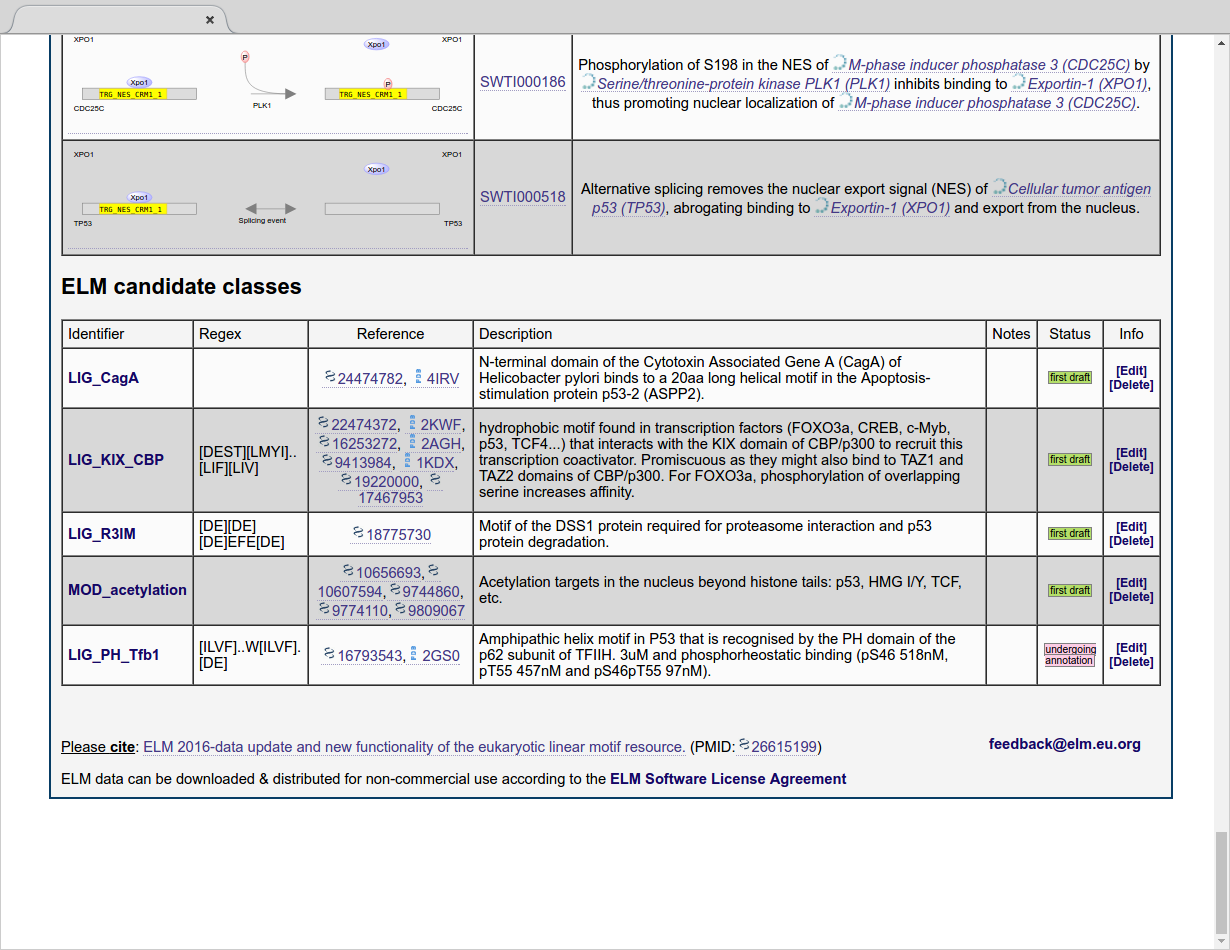 XPO1 Xpo1 XPO1
P
Xpo1 P
TRG_NES_CRM1_1 TRG_NES_CRM1_1
CDC25C PLK1 CDC25C
SWTI000186
Phosphorylation of S198 in the NES of M-phase inducer phosphatase 3 (CDC25C) by
Serine/threonine-protein kinase PLK1 (PLK1) inhibits binding to Exportin-1 (XPO1),
thus promoting nuclear localization of M-phase inducer phosphatase 3 (CDC25C).
XPO1 XPO1
Xpo1
Xpo1
TRG_NES_CRM1_1
TP53 Splicing event TP53
SWTI000518
Alternative splicing removes the nuclear export signal (NES) of Cellular tumor antigen
p53 (TP53), abrogating binding to Exportin-1 (XPO1) and export from the nucleus.
ELM candidate classes
Identifier Regex Reference Description Notes Status Info
LIG_CagA
24474782, 4IRV
N-terminal domain of the Cytotoxin Associated Gene A (CagA) of
Helicobacter pylori binds to a 20aa long helical motif in the Apoptosis-
stimulation protein p53-2 (ASPP2).
first draft
[Edit]
[Delete]
LIG_KIX_CBP
[DEST][LMYI]..
[LIF][LIV]
22474372, 2KWF,
16253272, 2AGH,
9413984, 1KDX,
19220000,
17467953
hydrophobic motif found in transcription factors (FOXO3a, CREB, c-Myb,
p53, TCF4...) that interacts with the KIX domain of CBP/p300 to recruit this
transcription coactivator. Promiscuous as they might also bind to TAZ1 and
TAZ2 domains of CBP/p300. For FOXO3a, phosphorylation of overlapping
serine increases affinity.
first draft
[Edit]
[Delete]
LIG_R3IM
[DE][DE]
[DE]EFE[DE]
18775730
Motif of the DSS1 protein required for proteasome interaction and p53
protein degradation.
first draft
[Edit]
[Delete]
MOD_acetylation
10656693,
10607594, 9744860,
9774110, 9809067
Acetylation targets in the nucleus beyond histone tails: p53, HMG I/Y, TCF,
etc.
first draft
[Edit]
[Delete]
LIG_PH_Tfb1
[ILVF]..W[ILVF].
[DE]
16793543, 2GS0
Amphipathic helix motif in P53 that is recognised by the PH domain of the
p62 subunit of TFIIH. 3uM and phosphorheostatic binding (pS46 518nM,
pT55 457nM and pS46pT55 97nM).
undergoing
annotation
[Edit]
[Delete]
Please cite: ELM 2016-data update and new functionality of the eukaryotic linear motif resource. (PMID: 26615199)
feedback@elm.eu.org
ELM data can be downloaded & distributed for non-commercial use according to the ELM Software License Agreement